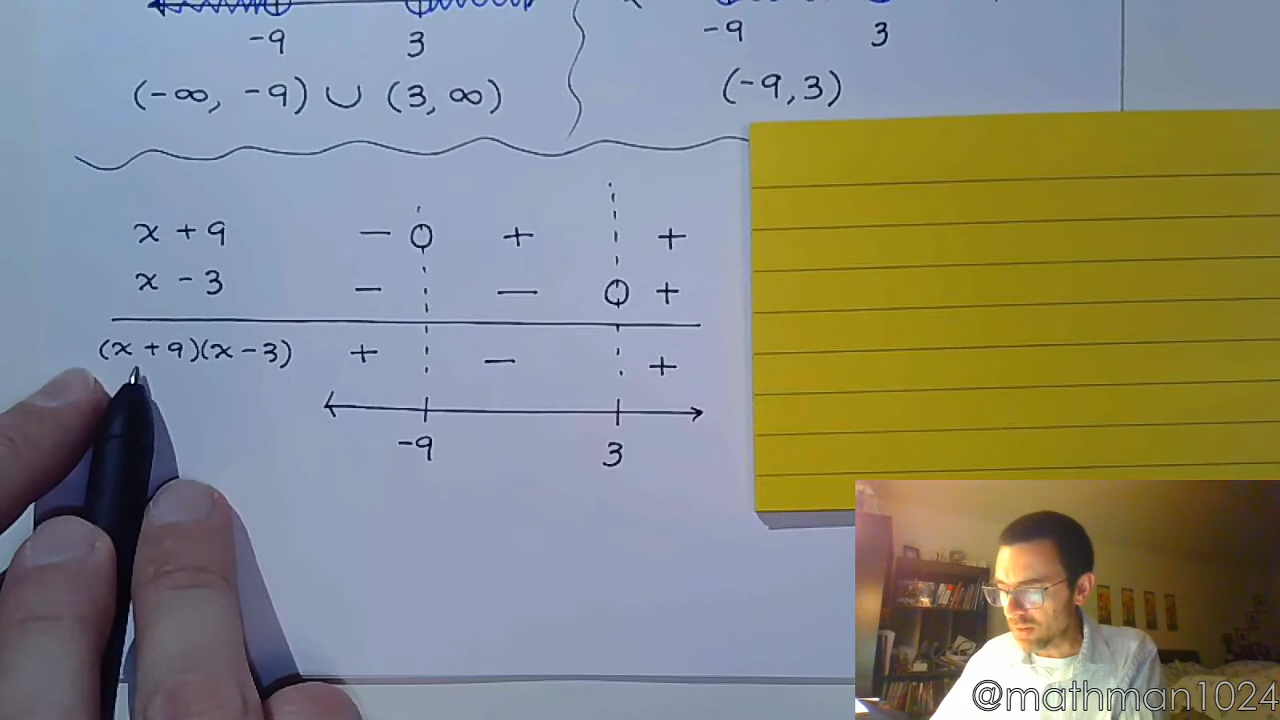 -9 3
(-∞, -9) ∪ (3, ∞)
-9 3
(-9, 3)
x + 9 - 0 + +
x - 3 - - 0 +
(x + 9)(x - 3) + - +
-9 3
@mathman1024